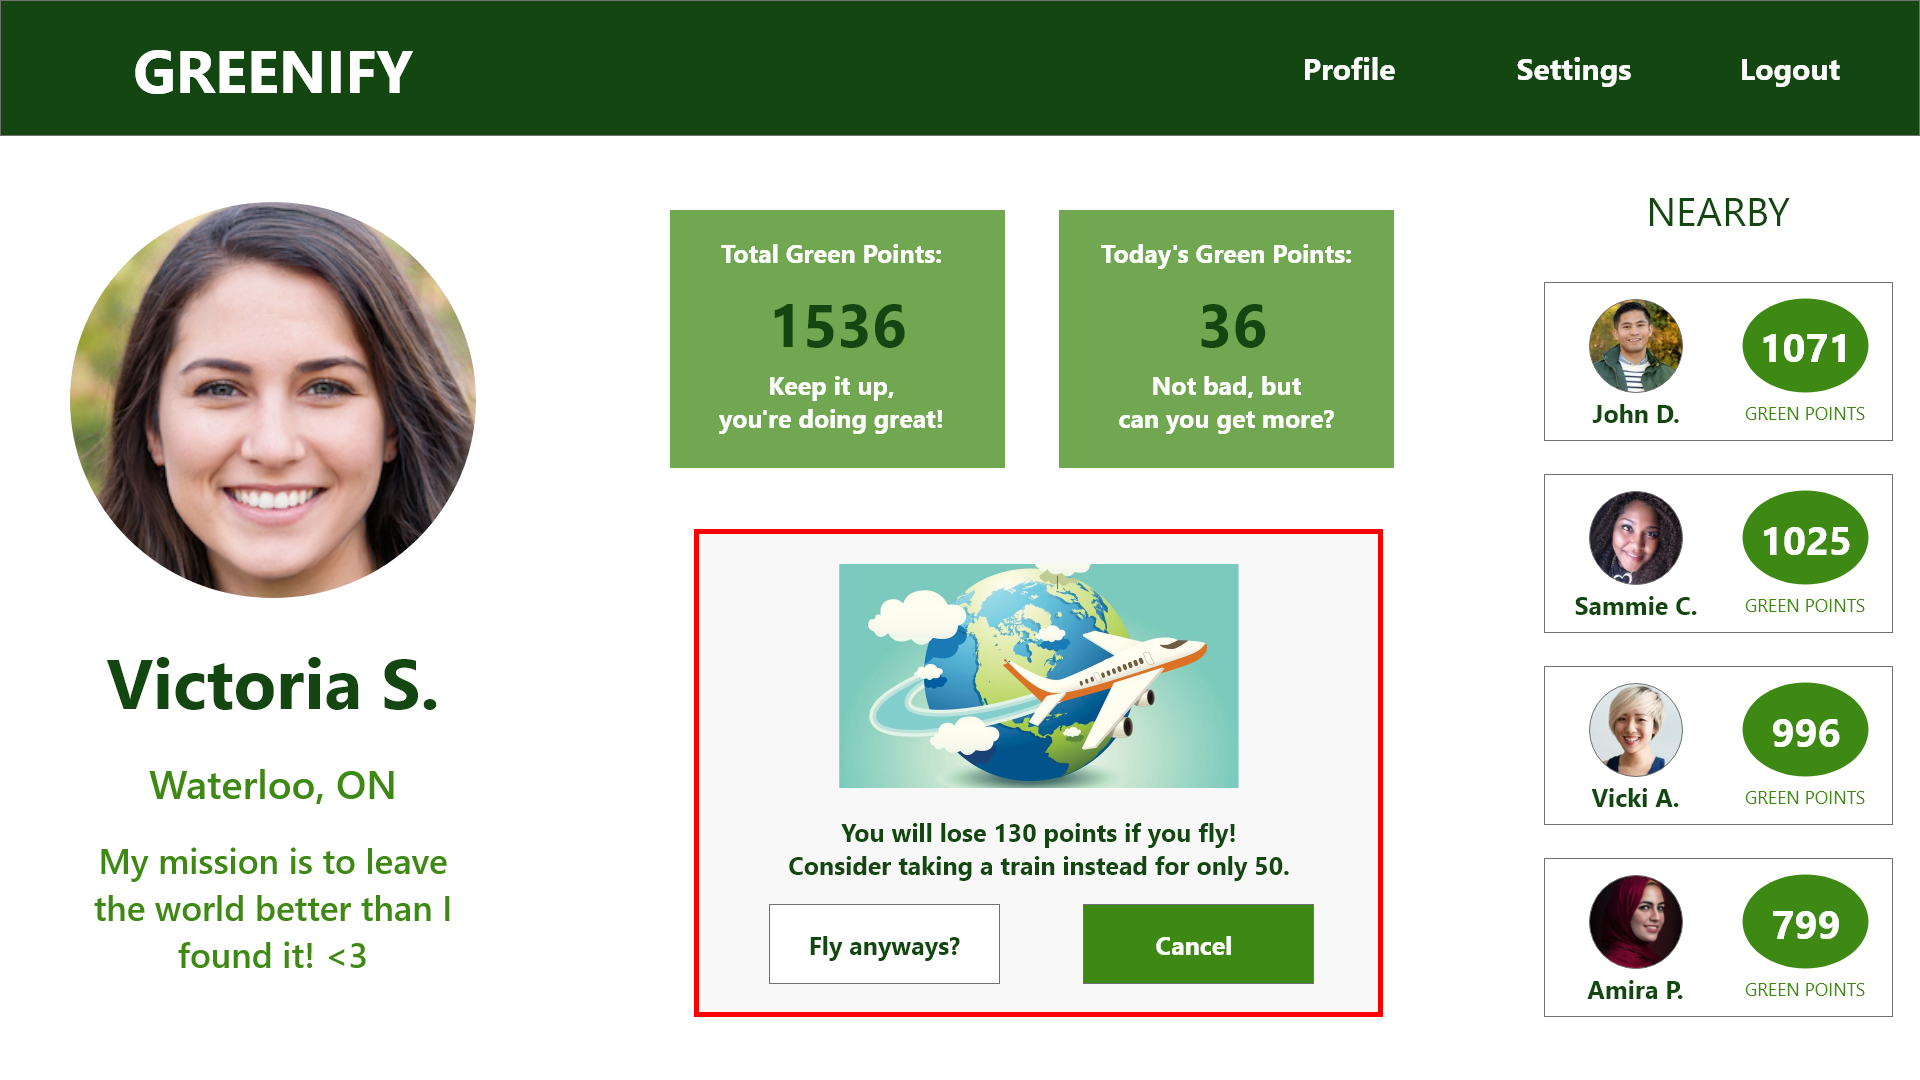 GREENIFY
Profile
Settings
Logout
Victoria S.
Waterloo, ON
My mission is to leave
the world better than I
found it! <3
Total Green Points:
1536
Keep it up,
you're doing great!
Today's Green Points:
36
Not bad, but
can you get more?
You will lose 130 points if you fly!
Consider taking a train instead for only 50.
Fly anyways?
Cancel
NEARBY
1071
John D.
GREEN POINTS
1025
Sammie C.
GREEN POINTS
996
Vicki A.
GREEN POINTS
799
Amira P.
GREEN POINTS